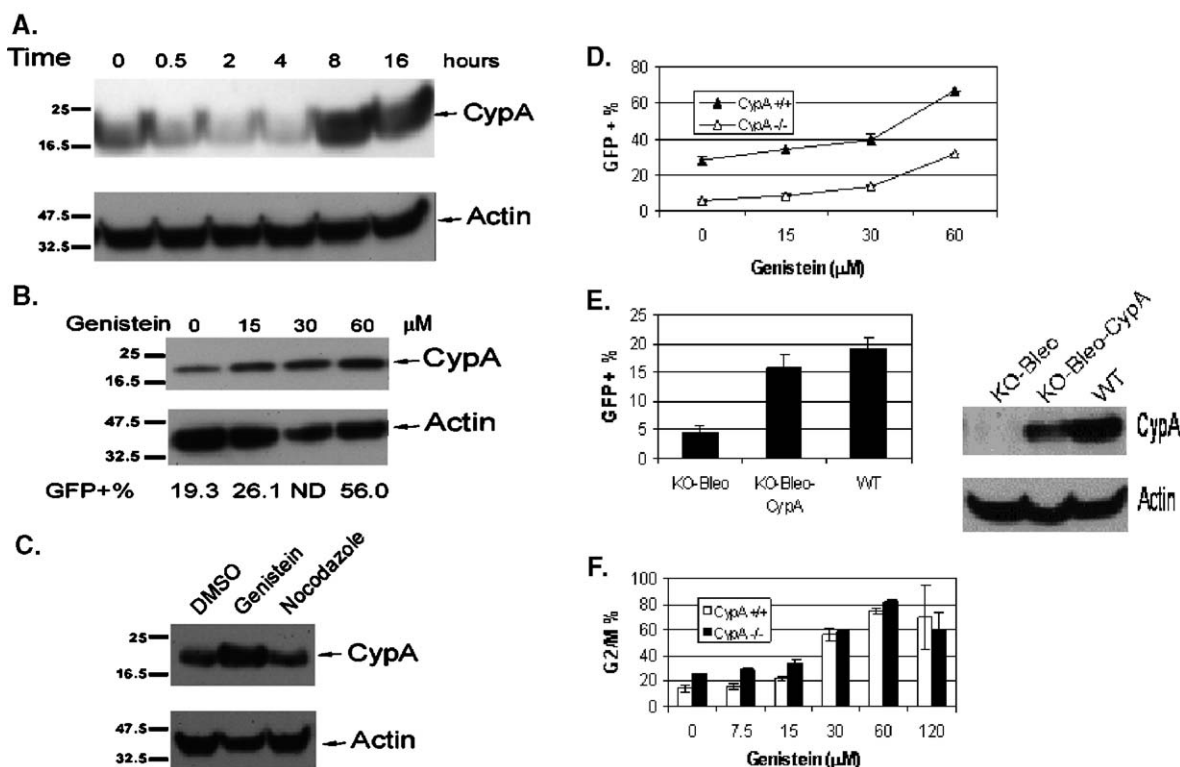 A.
Time 0 0.5 2 4 8 16 hours
25
16.5
CypA
47.5
32.5
Actin
B.
Genistein 0 15 30 60 µM
25
16.5
CypA
47.5
32.5
Actin
GFP+% 19.3 26.1 ND 56.0
C.
DMSO Genistein Nocodazole
25
16.5
CypA
47.5
32.5
Actin
D.
GFP + %
80
60
40
20
0
CypA +/+
CypA -/-
0 15 30 60
Genistein (µM)
E.
GFP+ %
25
20
15
10
5
0
KO-Bleo KO-Bleo-CypA WT
KO-Bleo KO-Bleo-CypA WT
CypA
Actin
F.
G2/M %
100
80
60
40
20
0
CypA +/+
CypA -/-
0 7.5 15 30 60 120
Genistein (µM)